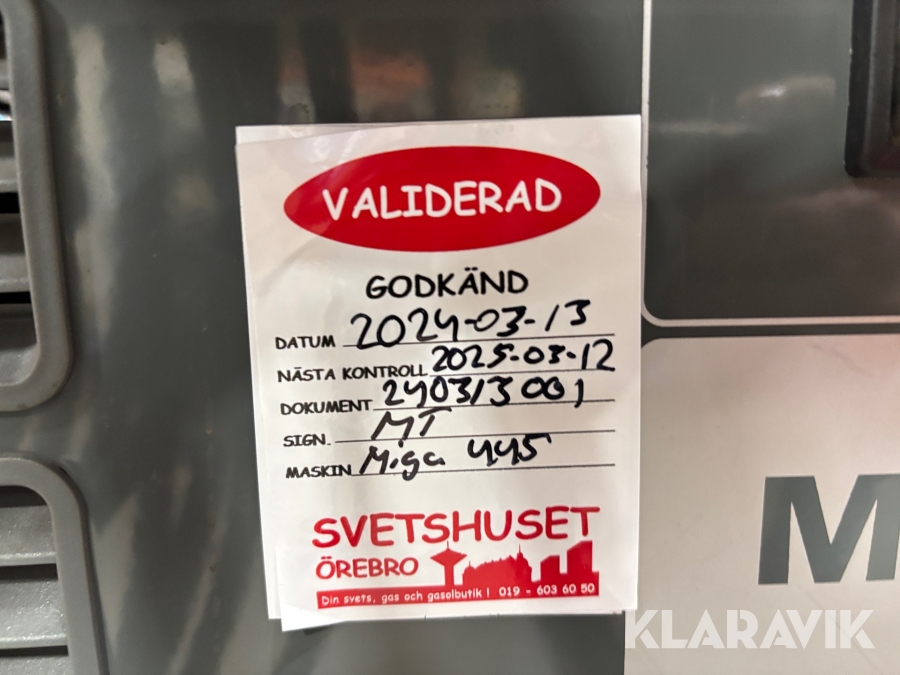 VALIDERAD
GODKÄND
DATUM 2024-03-13
NÄSTA KONTROLL 2025-03-12
DOKUMENT 240313001
SIGN. MT
MASKIN Miga 445
SVETSHUSET
ÖREBRO
Din svets, gas och gasolbutik! 019 - 603 60 50
M
KLARAVIK